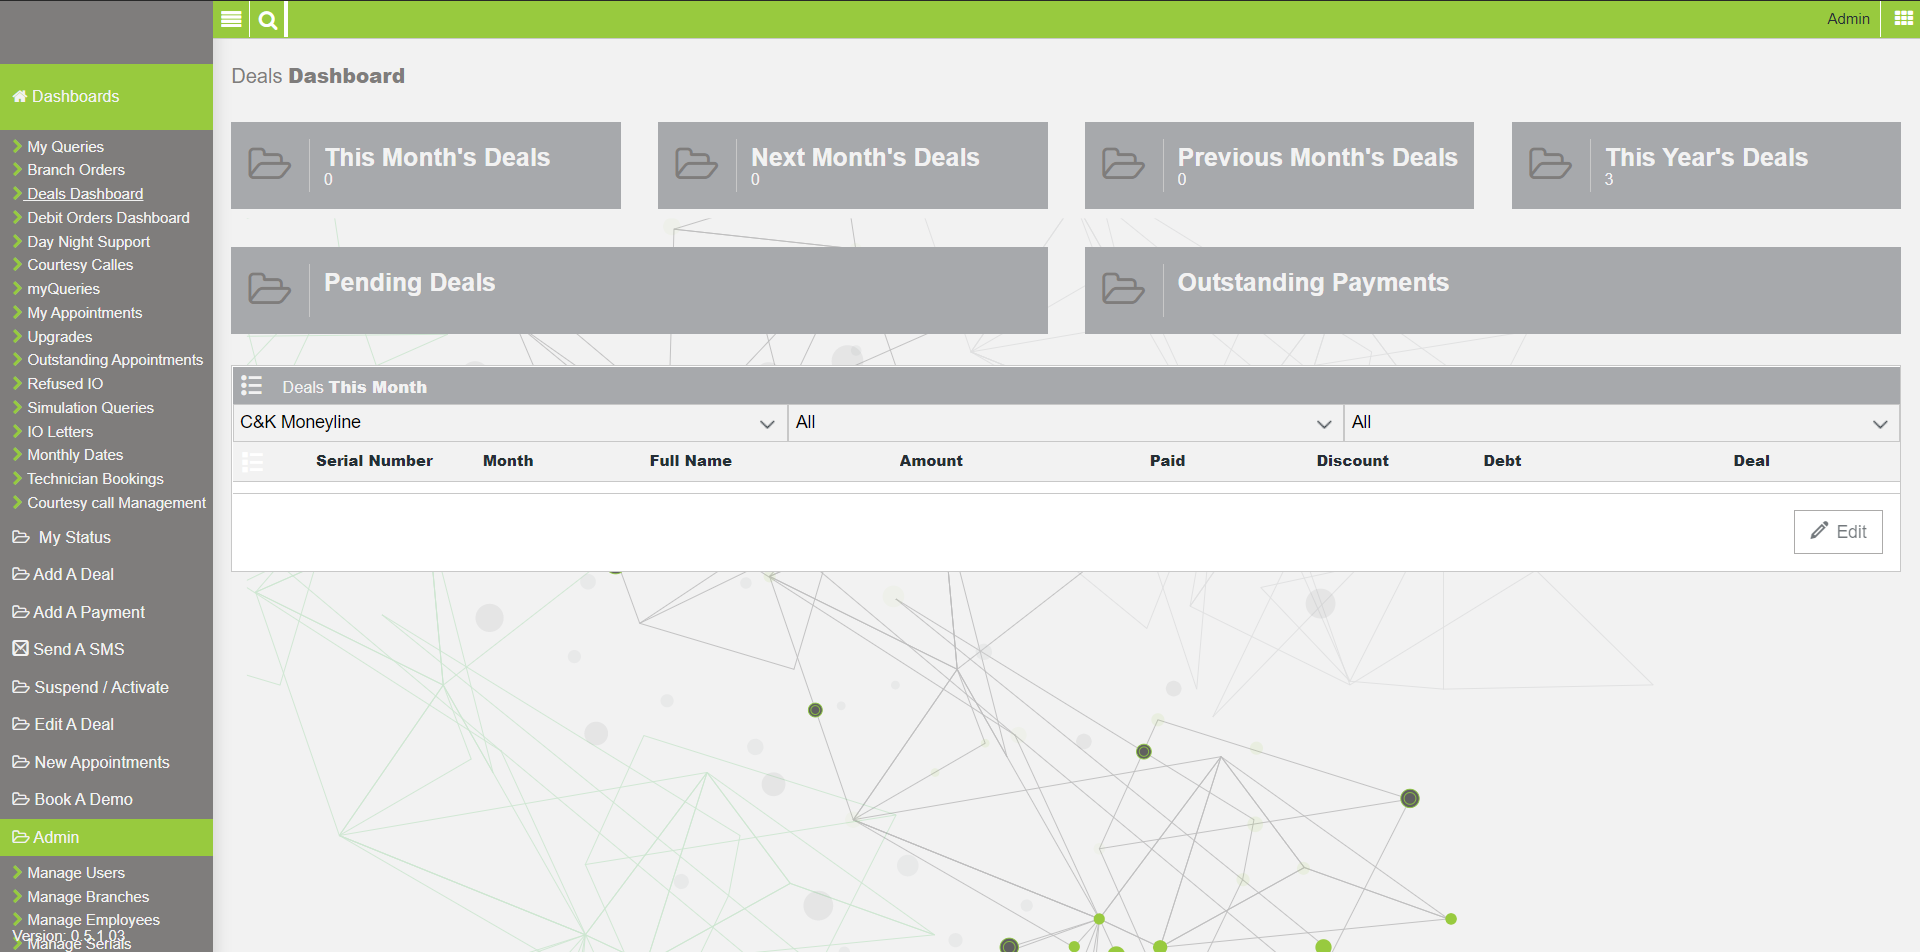 Admin
Dashboards
My Queries
Branch Orders
Deals Dashboard
Debit Orders Dashboard
Day Night Support
Courtesy Calles
myQueries
My Appointments
Upgrades
Outstanding Appointments
Refused IO
Simulation Queries
IO Letters
Monthly Dates
Technician Bookings
Courtesy call Management
My Status
Add A Deal
Add A Payment
Send A SMS
Suspend / Activate
Edit A Deal
New Appointments
Book A Demo
Admin
Manage Users
Manage Branches
Manage Employees
Version: 0.5.1.03
Manage Serials
Deals Dashboard
This Month's Deals
0
Next Month's Deals
0
Previous Month's Deals
0
This Year's Deals
3
Pending Deals
Outstanding Payments
Deals This Month
C&K Moneyline All All
Serial Number Month Full Name Amount Paid Discount Debt Deal
Edit